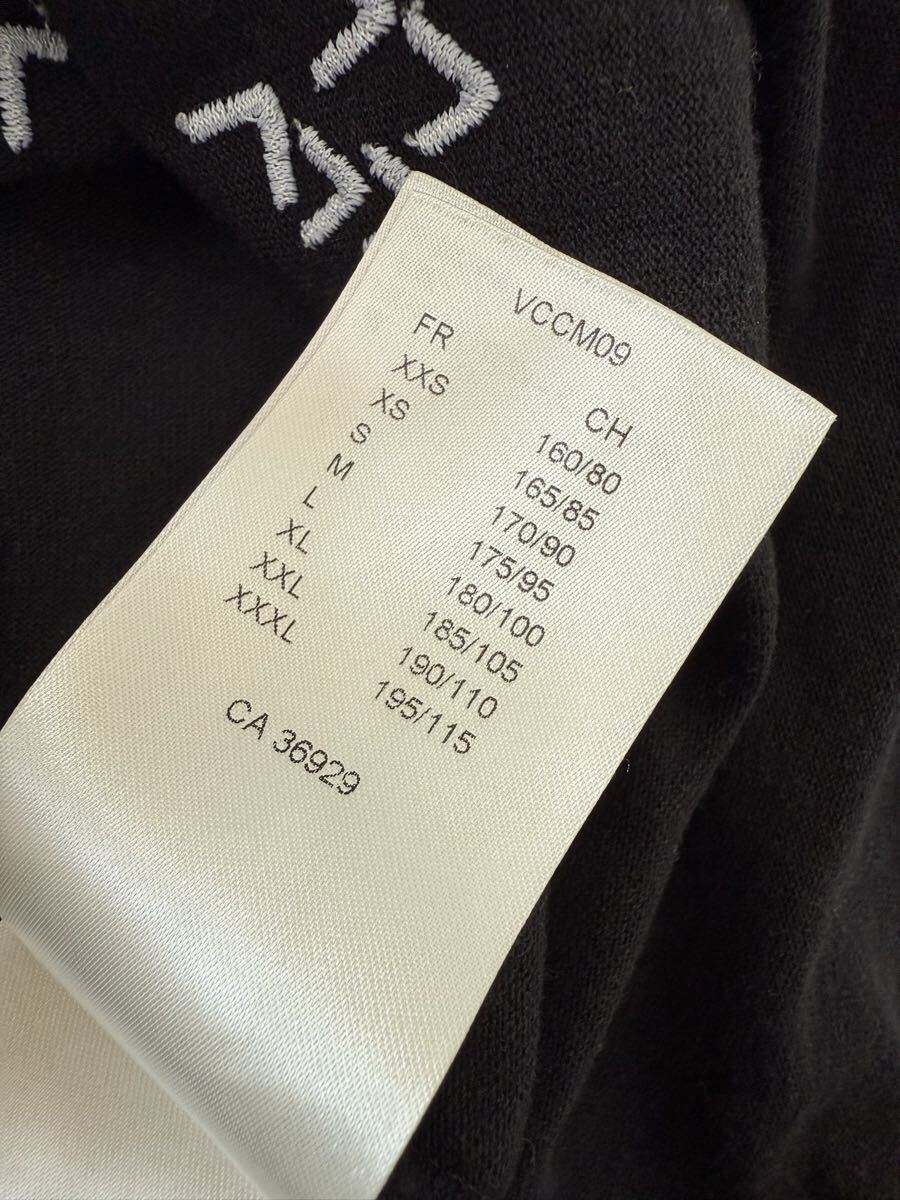 VCCM09
FR CH
XXS 160/80
XS 165/85
S 170/90
M 175/95
L 180/100
XL 185/105
XXL 190/110
XXXL 195/115
CA 36929